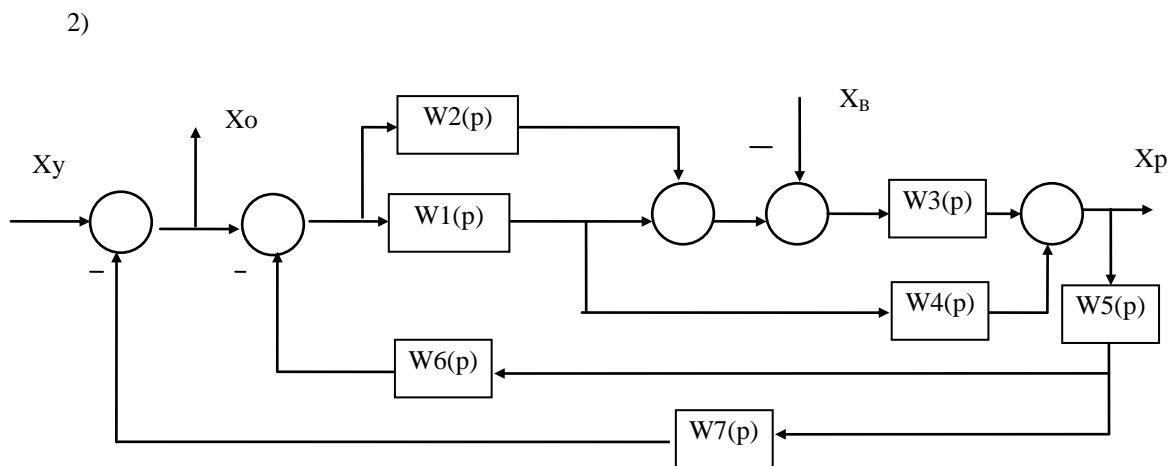 2)
Xo
Xy
W2(p)
W1(p)
–
Xв
W3(p)
Xp
W4(p)
W5(p)
–
–
W6(p)
W7(p)